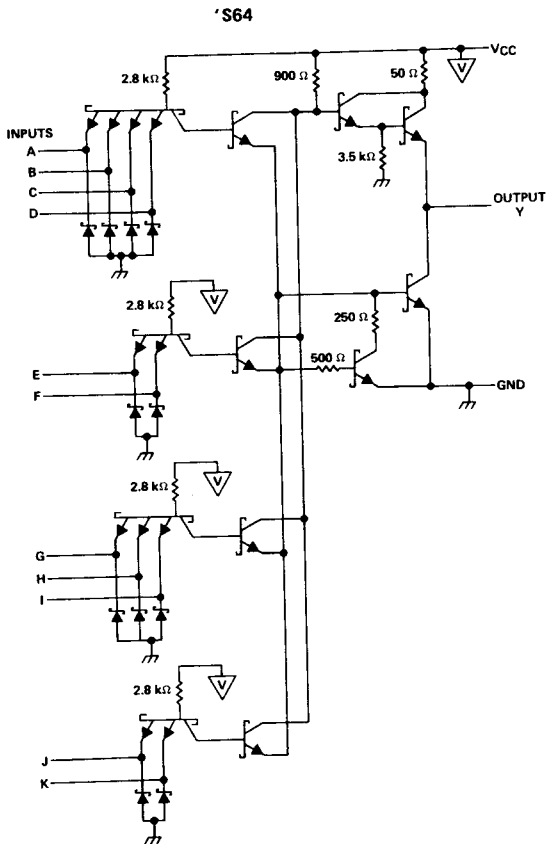 'S64
VCC
V
2.8 kΩ
900 Ω
50 Ω
INPUTS
A
B
C
D
3.5 kΩ
OUTPUT
Y
2.8 kΩ
V
250 Ω
500 Ω
E
F
GND
2.8 kΩ
V
G
H
I
2.8 kΩ
V
J
K